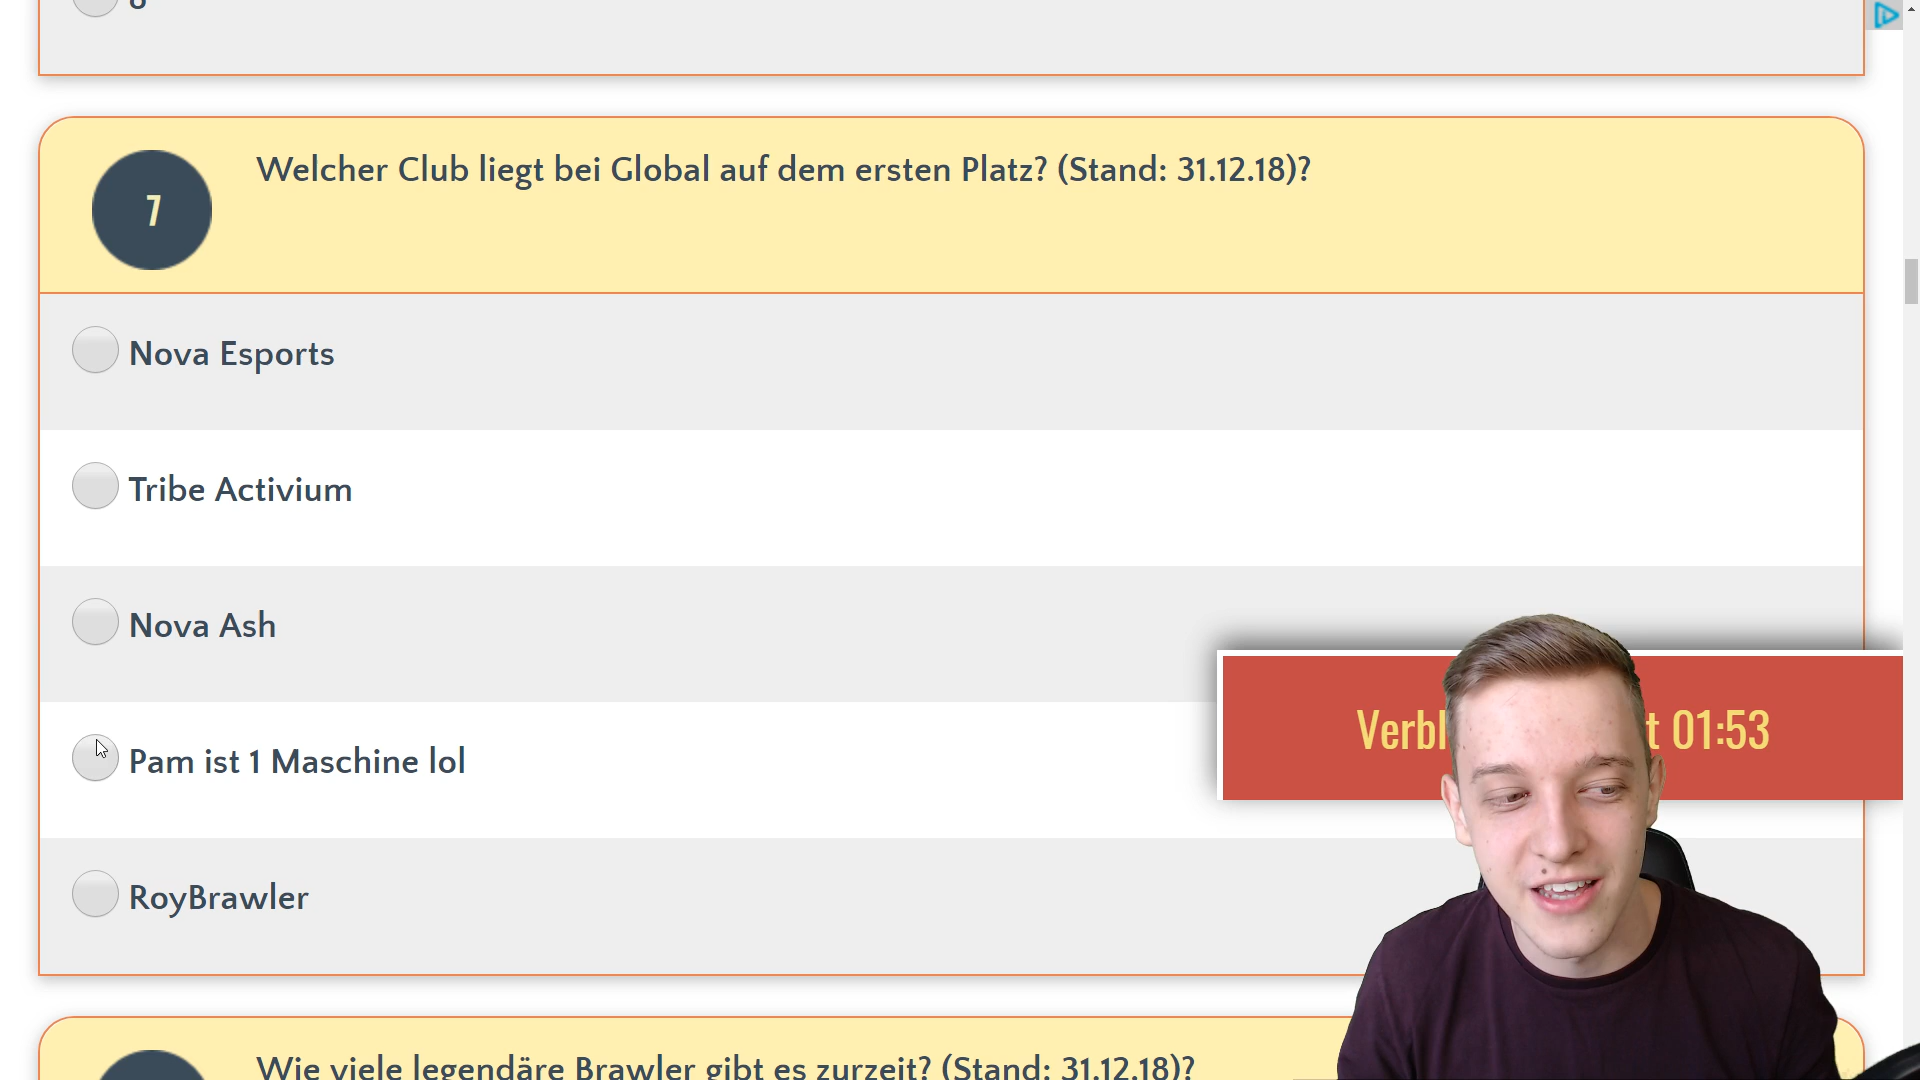 Welcher Club liegt bei Global auf dem ersten Platz? (Stand: 31.12.18)?
7
Nova Esports
Tribe Activium
Nova Ash
Pam ist 1 Maschine lol
t 01:53
RoyBrawler
Wie viele legendäre Brawler gibt es zurzeit? (Stand: 31.12.18)?